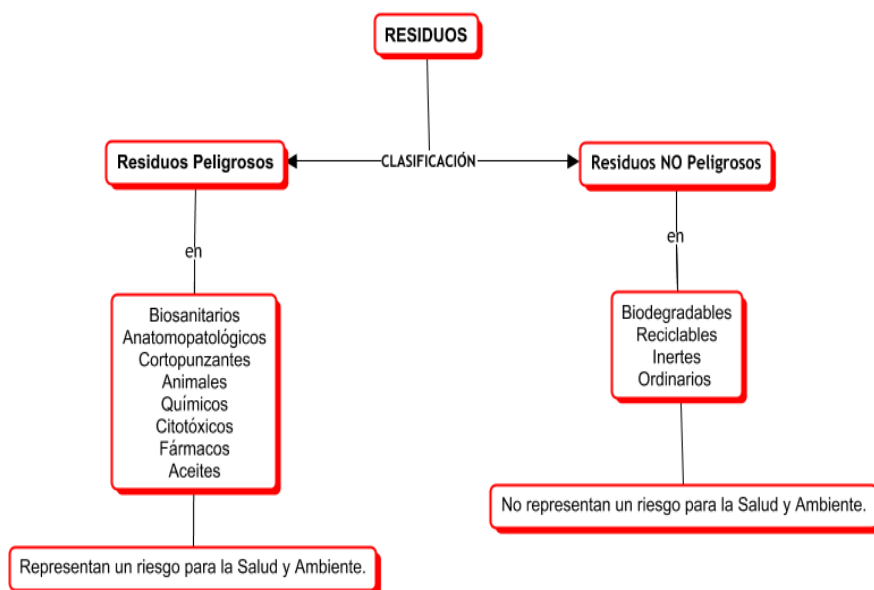 RESIDUOS
Residuos Peligrosos
CLASIFICACIÓN
Residuos NO Peligrosos
en
en
Biosanitarios
Anatomopatológicos
Cortopunzantes
Animales
Químicos
Citotóxicos
Fármacos
Aceites
Biodegradables
Reciclables
Inertes
Ordinarios
No representan un riesgo para la Salud y Ambiente.
Representan un riesgo para la Salud y Ambiente.